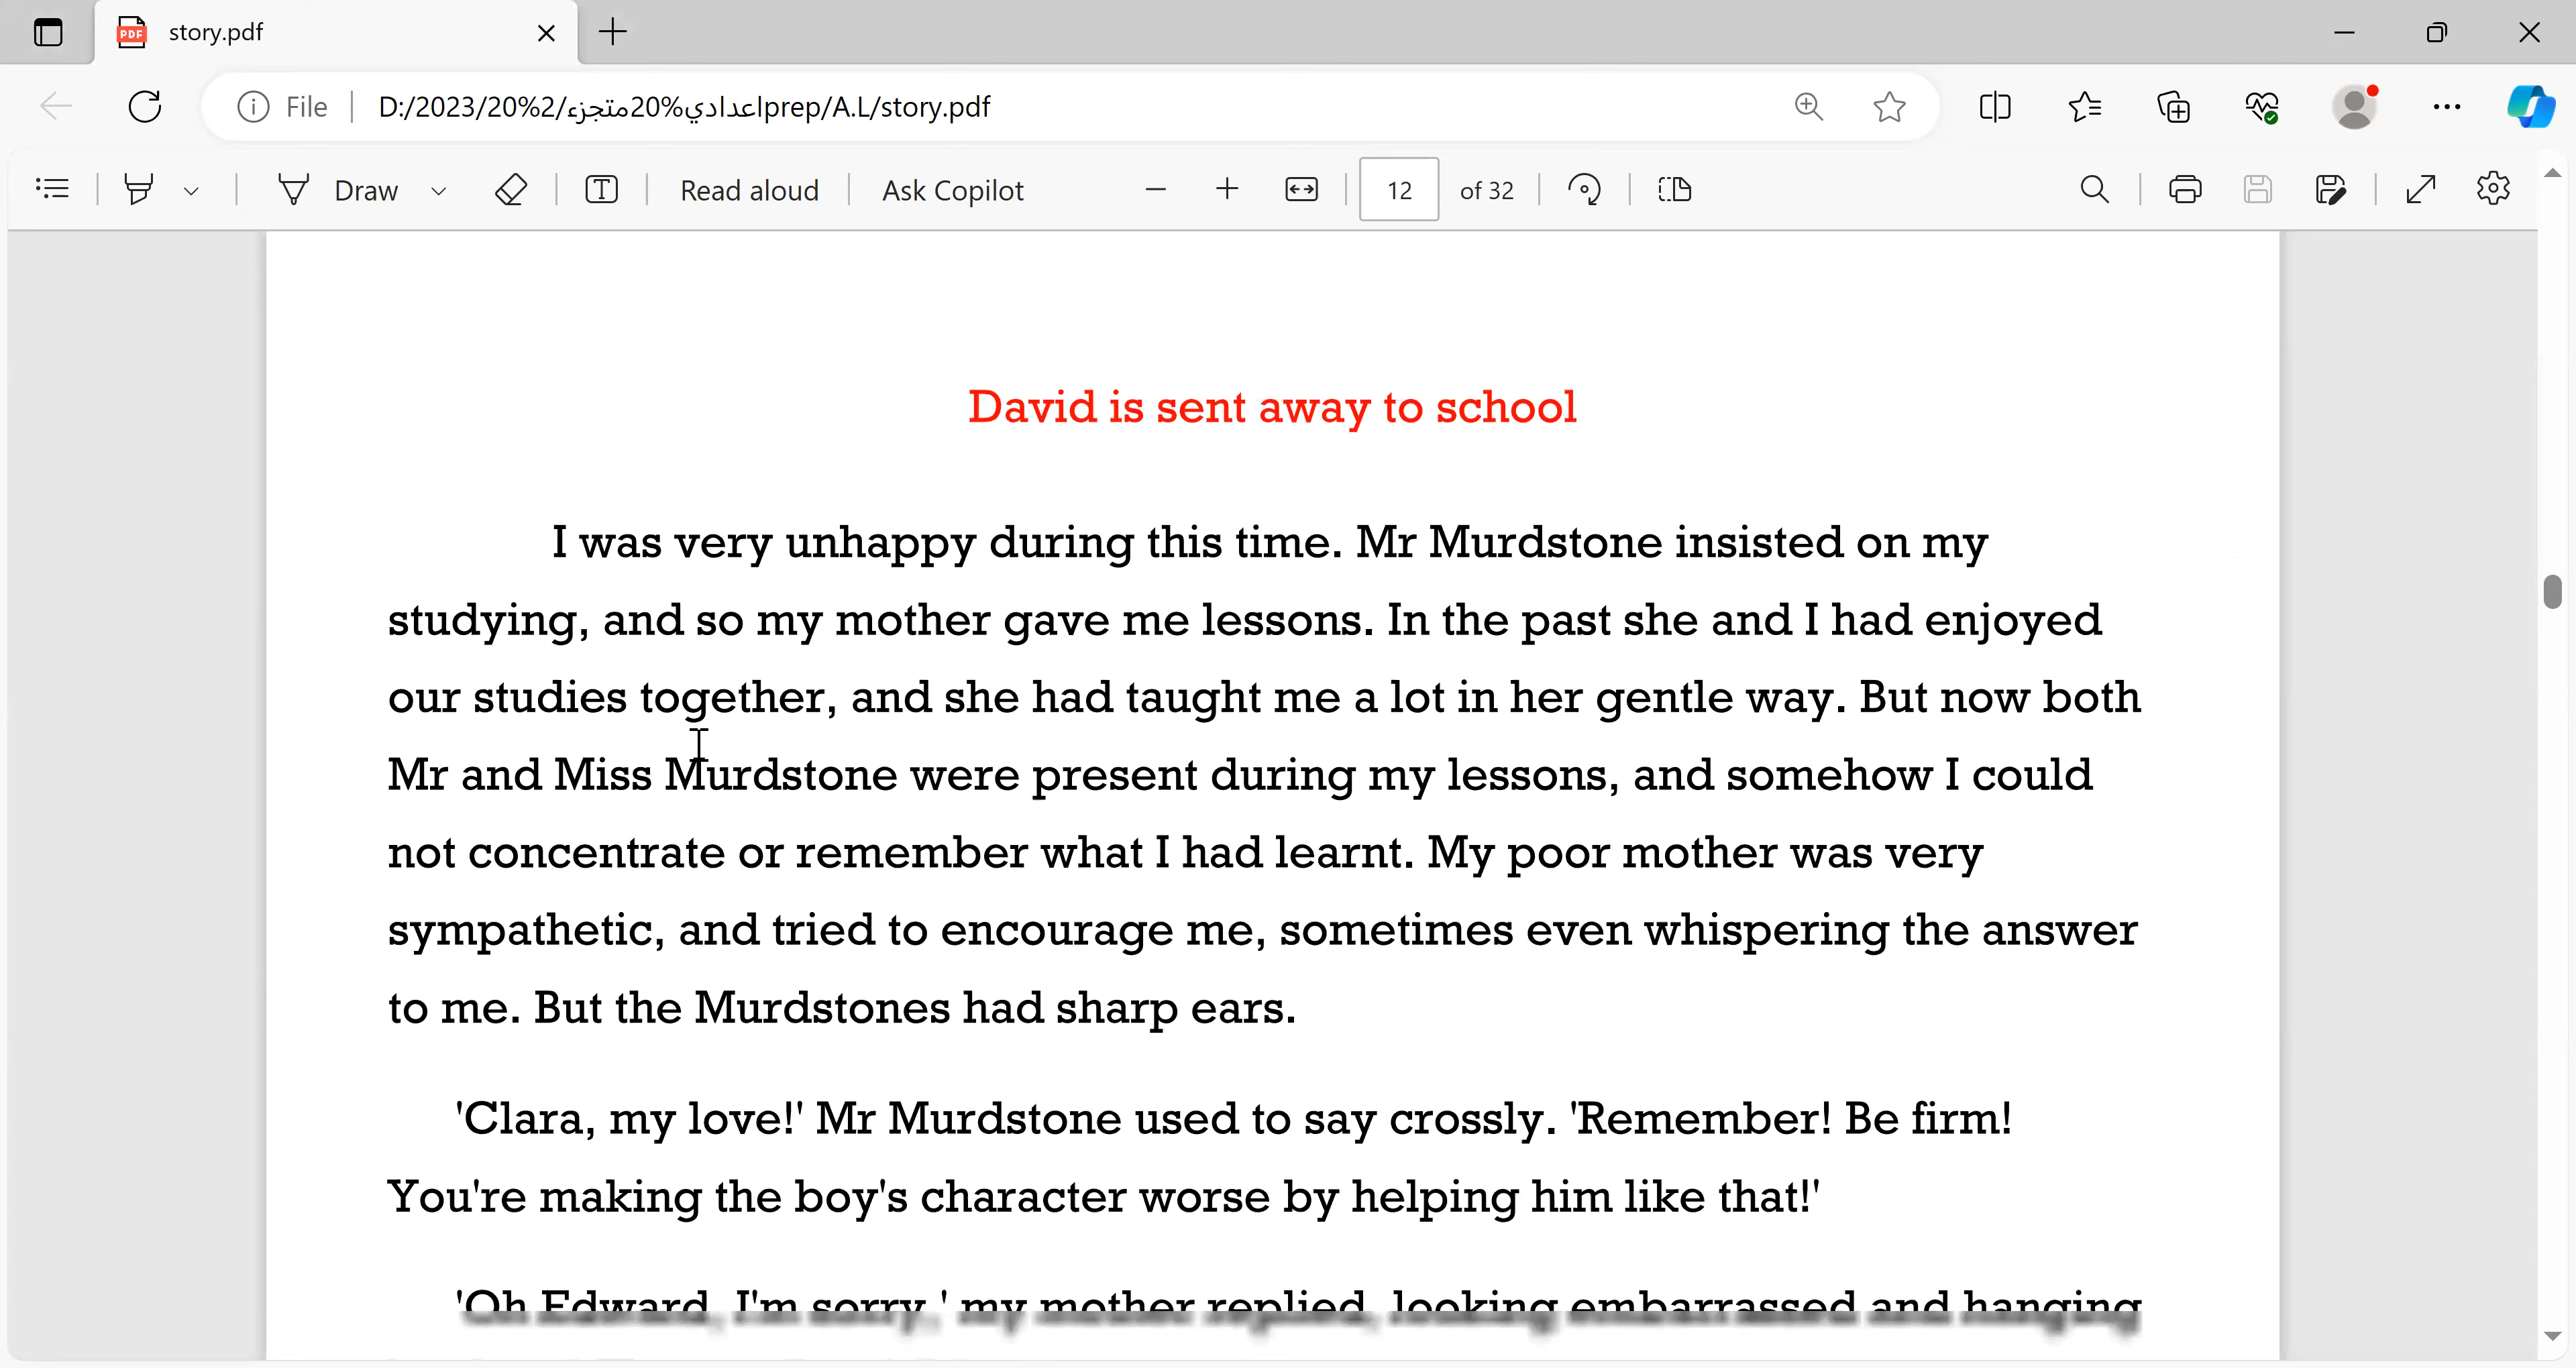 story.pdf
File
D:/2023/20%2/اعدادي%20متجزء/prep/A.L/story.pdf
Draw
Read aloud
Ask Copilot
12 of 32
David is sent away to school
I was very unhappy during this time. Mr Murdstone insisted on my
studying, and so my mother gave me lessons. In the past she and I had enjoyed
our studies together, and she had taught me a lot in her gentle way. But now both
Mr and Miss Murdstone were present during my lessons, and somehow I could
not concentrate or remember what I had learnt. My poor mother was very
sympathetic, and tried to encourage me, sometimes even whispering the answer
to me. But the Murdstones had sharp ears.
'Clara, my love!' Mr Murdstone used to say crossly. 'Remember! Be firm!
You're making the boy's character worse by helping him like that!'
'Oh Edward, I'm sorry,' my mother replied, looking embarrassed and hanging